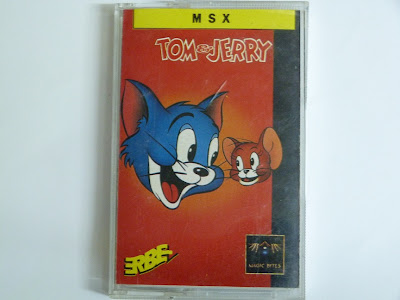 MSX
TOM & JERRY
ERBE
MAGIC BYTES